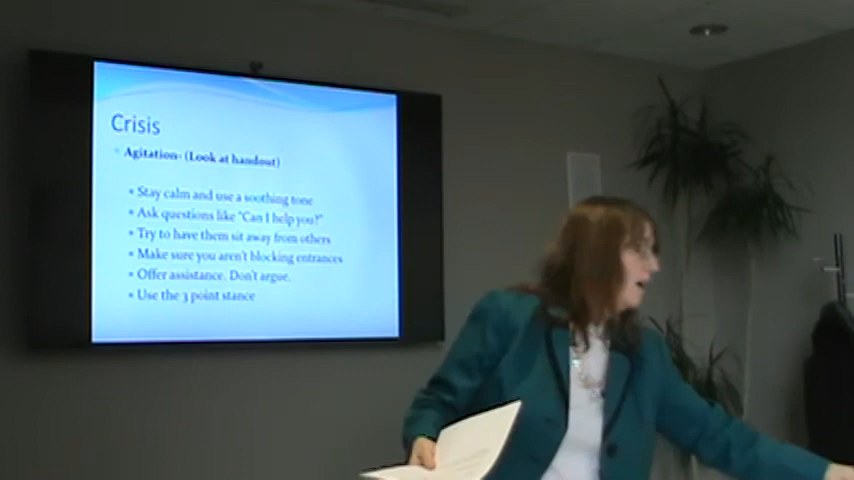 Crisis
Agitation- (Look at handout)
Stay calm and use a soothing tone
Ask questions like "Can I help you?"
Try to have them sit away from others
Make sure you aren't blocking entrances
Offer assistance. Don't argue.
Use the 3 point stance